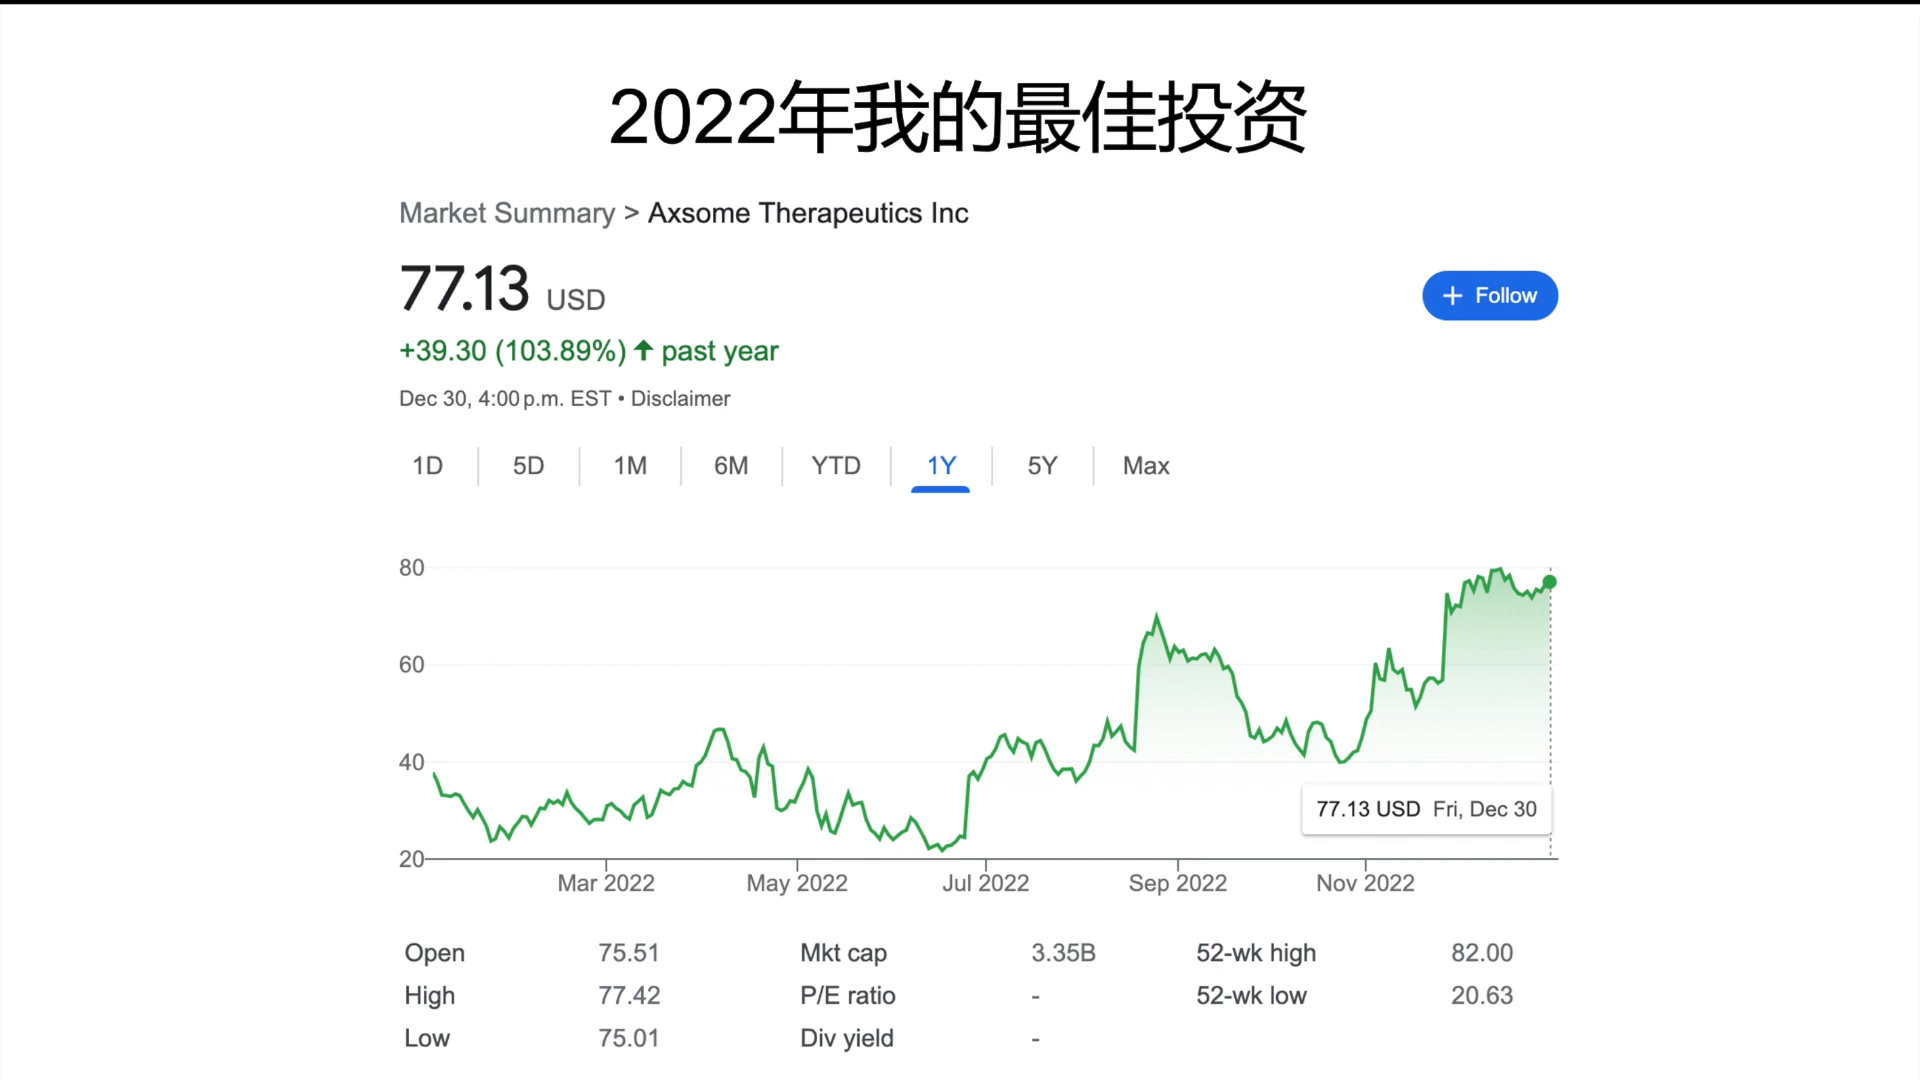 2022年我的最佳投资
Market Summary > Axsome Therapeutics Inc
77.13 USD
+ Follow
+39.30 (103.89%) ↑ past year
Dec 30, 4:00 p.m. EST • Disclaimer
1D 5D 1M 6M YTD 1Y 5Y Max
80
60
40
77.13 USD Fri, Dec 30
20
Mar 2022 May 2022 Jul 2022 Sep 2022 Nov 2022
Open 75.51 Mkt cap 3.35B 52-wk high 82.00
High 77.42 P/E ratio - 52-wk low 20.63
Low 75.01 Div yield -